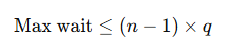 Max wait ≤ (n − 1) × q